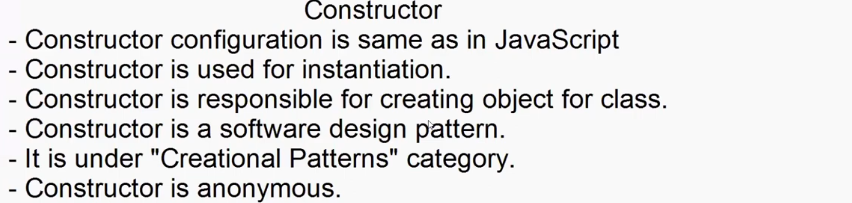 Constructor
- Constructor configuration is same as in JavaScript
- Constructor is used for instantiation.
- Constructor is responsible for creating object for class.
- Constructor is a software design pattern.
- It is under "Creational Patterns" category.
- Constructor is anonymous.